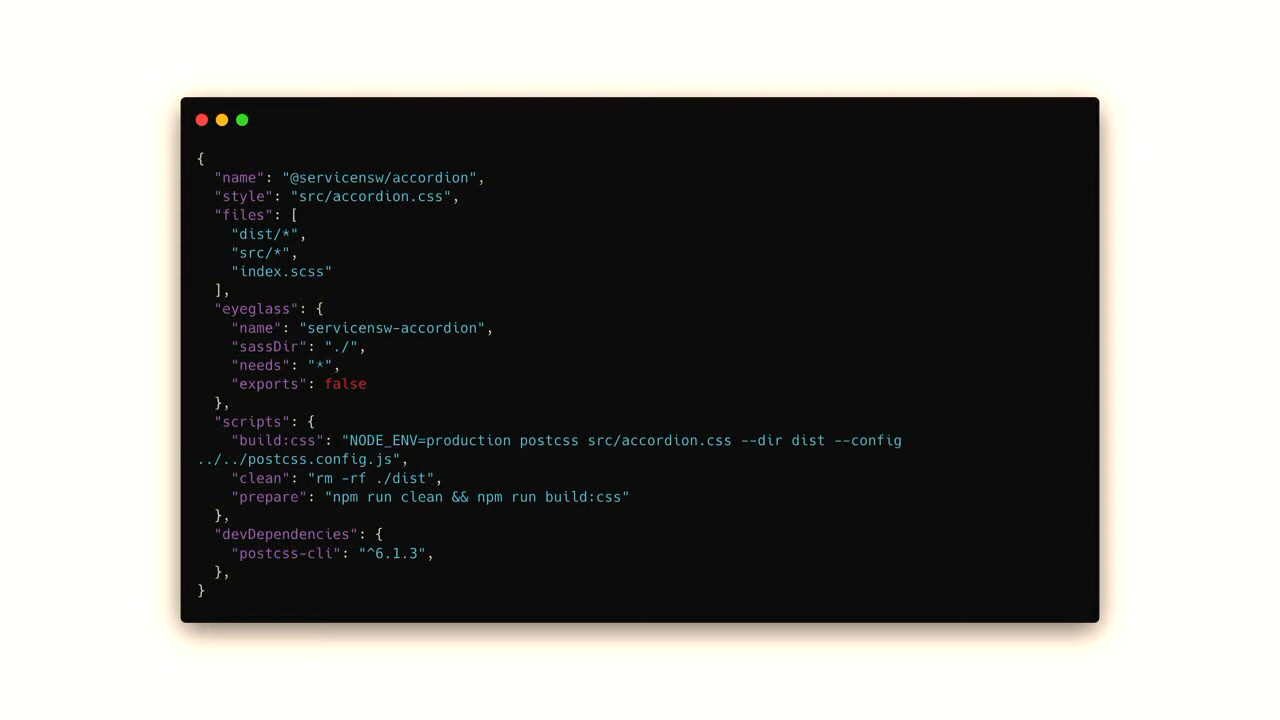 {
  "name": "@servicensw/accordion",
  "style": "src/accordion.css",
  "files": [
    "dist/*",
    "src/*",
    "index.scss"
  ],
  "eyeglass": {
    "name": "servicensw-accordion",
    "sassDir": "./",
    "needs": "*",
    "exports": false
  },
  "scripts": {
    "build:css": "NODE_ENV=production postcss src/accordion.css --dir dist --config
../../postcss.config.js",
    "clean": "rm -rf ./dist",
    "prepare": "npm run clean && npm run build:css"
  },
  "devDependencies": {
    "postcss-cli": "^6.1.3",
  },
}